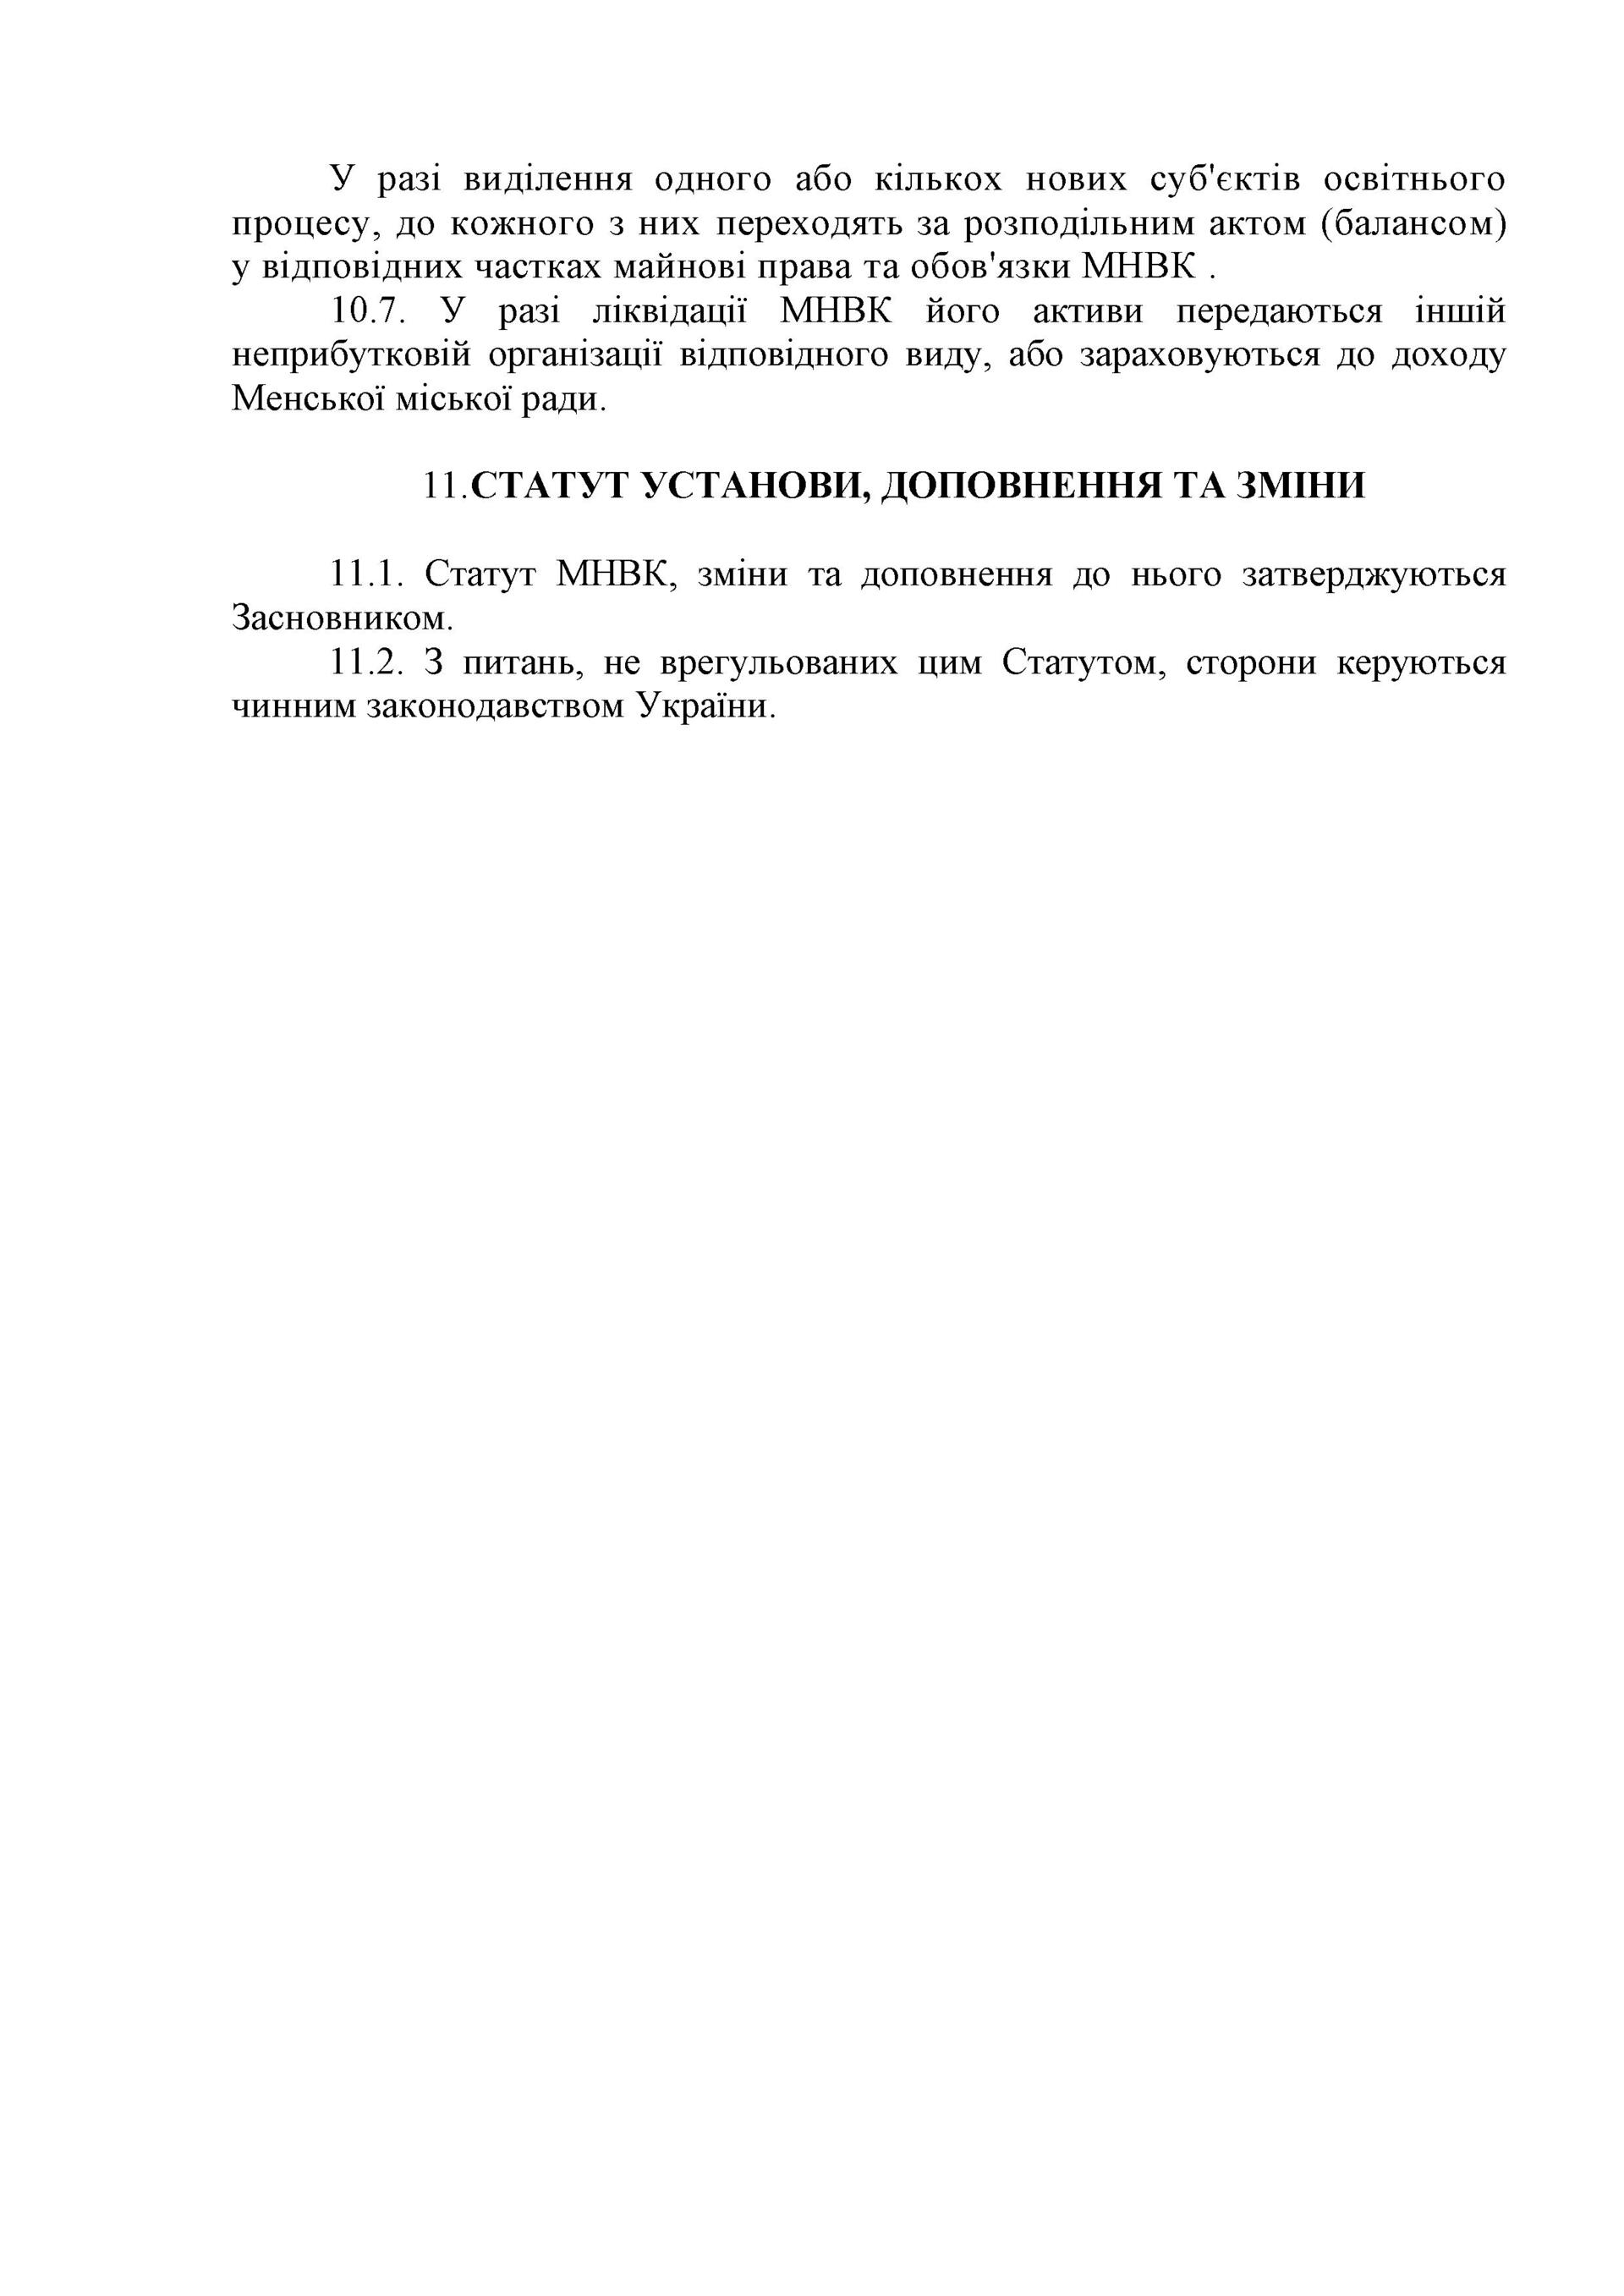 У разі виділення одного або кількох нових суб'єктів освітнього
процесу, до кожного з них переходять за розподільним актом (балансом)
у відповідних частках майнові права та обов'язки МНВК .
10.7. У разі ліквідації МНВК його активи передаються іншій
неприбутковій організації відповідного виду, або зараховуються до доходу
Менської міської ради.
11.СТАТУТ УСТАНОВИ, ДОПОВНЕННЯ ТА ЗМІНИ
11.1. Статут МНВК, зміни та доповнення до нього затверджуються
Засновником.
11.2. З питань, не врегульованих цим Статутом, сторони керуються
чинним законодавством України.